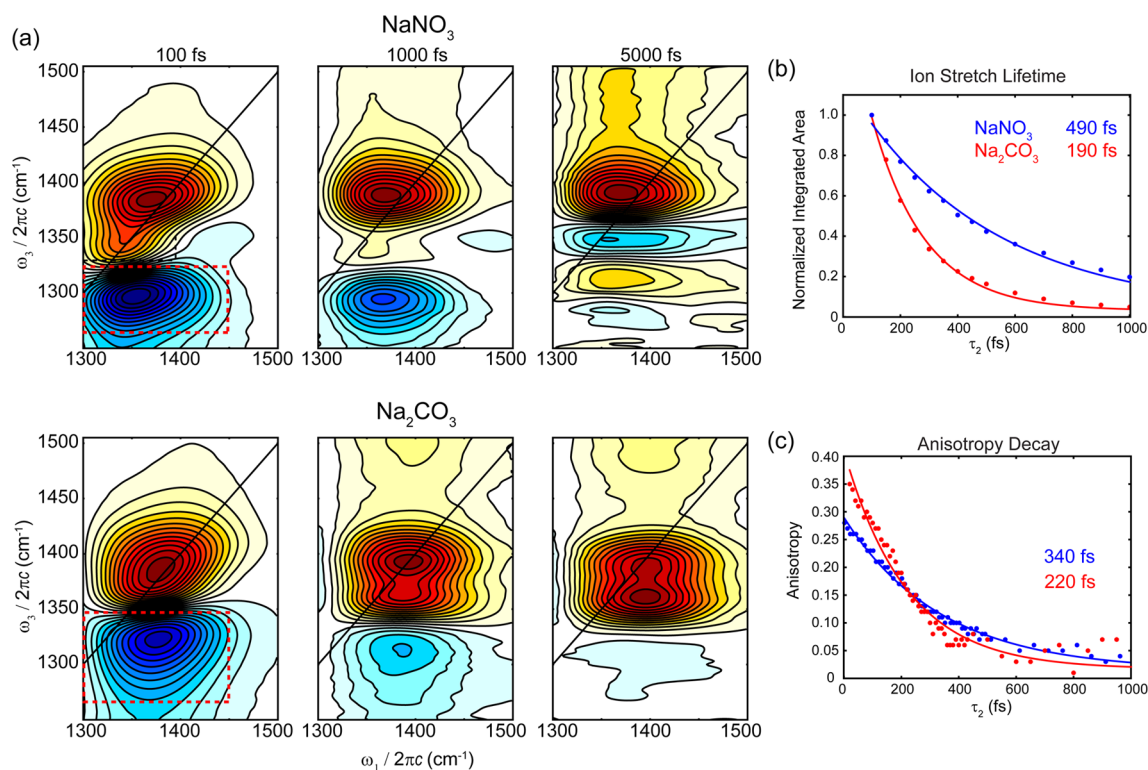 (a)
NaNO3
100 fs
1000 fs
5000 fs
1500
1450
1400
1350
1300
ω3 / 2πc (cm-1)
1300 1400 1500
1300 1400 1500
1300 1400 1500
Na2CO3
1500
1450
1400
1350
1300
ω3 / 2πc (cm-1)
1300 1400 1500
1300 1400 1500
1300 1400 1500
ω1 / 2πc (cm-1)
(b)
Ion Stretch Lifetime
Normalized Integrated Area
1.0
0.8
0.6
0.4
0.2
0
NaNO3 490 fs
Na2CO3 190 fs
0 200 400 600 800 1000
τ2 (fs)
(c)
Anisotropy Decay
Anisotropy
0.40
0.35
0.30
0.25
0.20
0.15
0.10
0.05
0
340 fs
220 fs
0 200 400 600 800 1000
τ2 (fs)